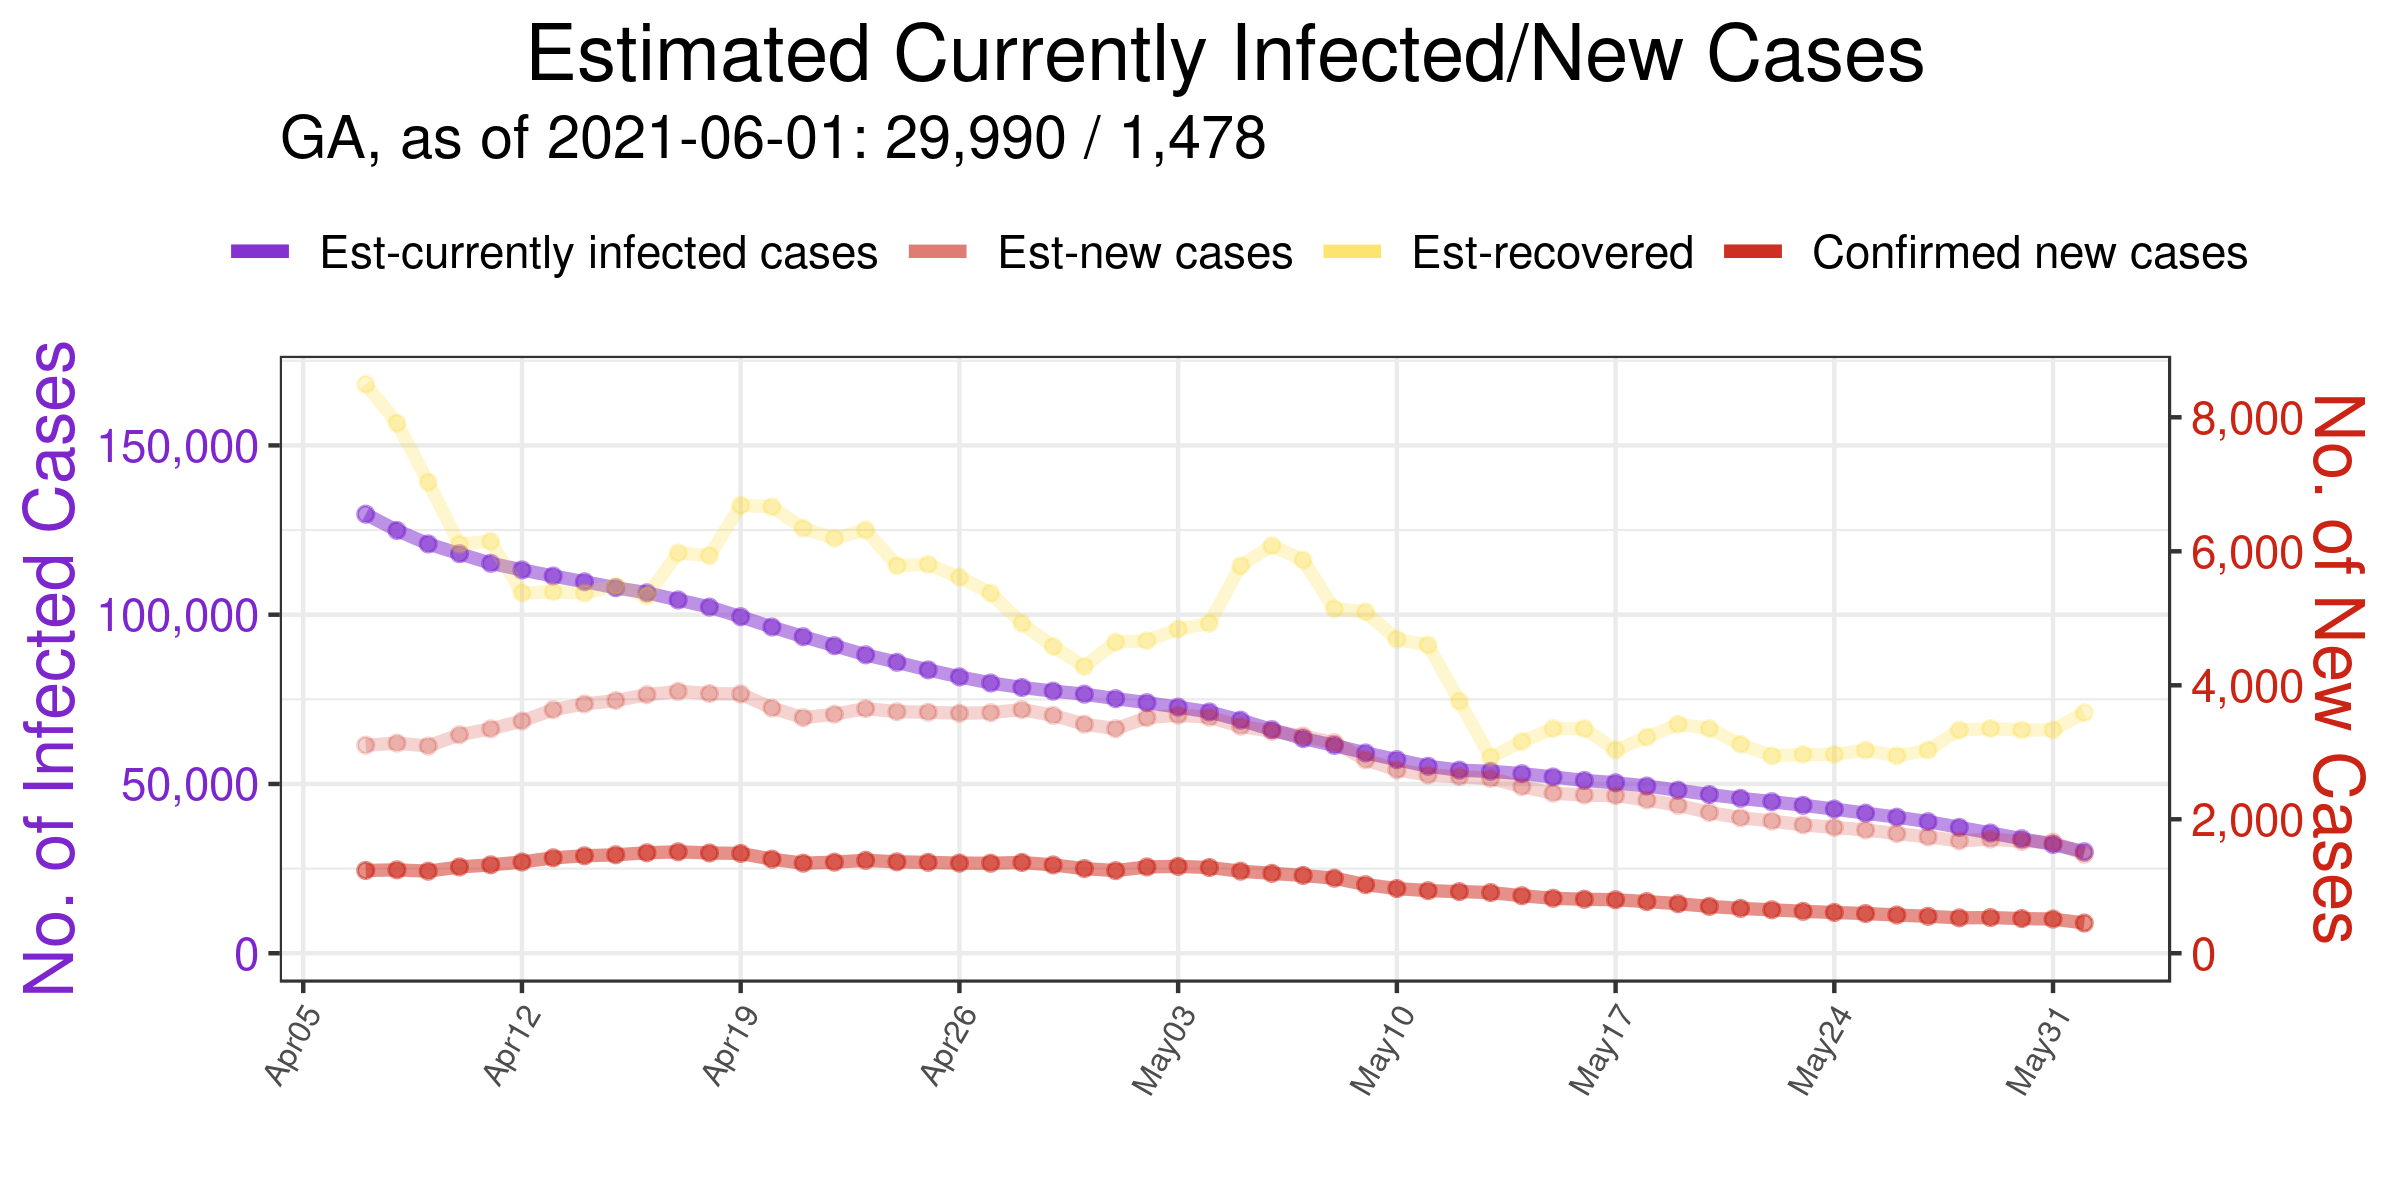 Estimated Currently Infected/New Cases
GA, as of 2021-06-01: 29,990 / 1,478
Est-currently infected cases Est-new cases Est-recovered Confirmed new cases
No. of Infected Cases
150,000
100,000
50,000
0
8,000
6,000
4,000
2,000
0
No. of New Cases
Apr05 Apr12 Apr19 Apr26 May03 May10 May17 May24 May31